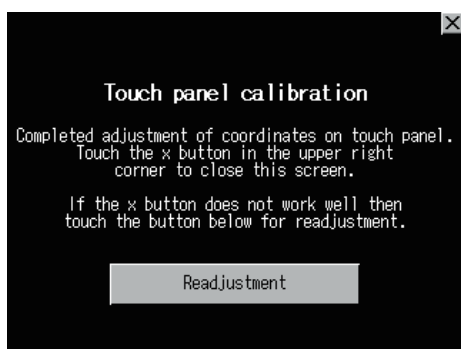 Touch panel calibration
Completed adjustment of coordinates on touch panel.
Touch the x button in the upper right
corner to close this screen.
If the x button does not work well then
touch the button below for readjustment.
Readjustment